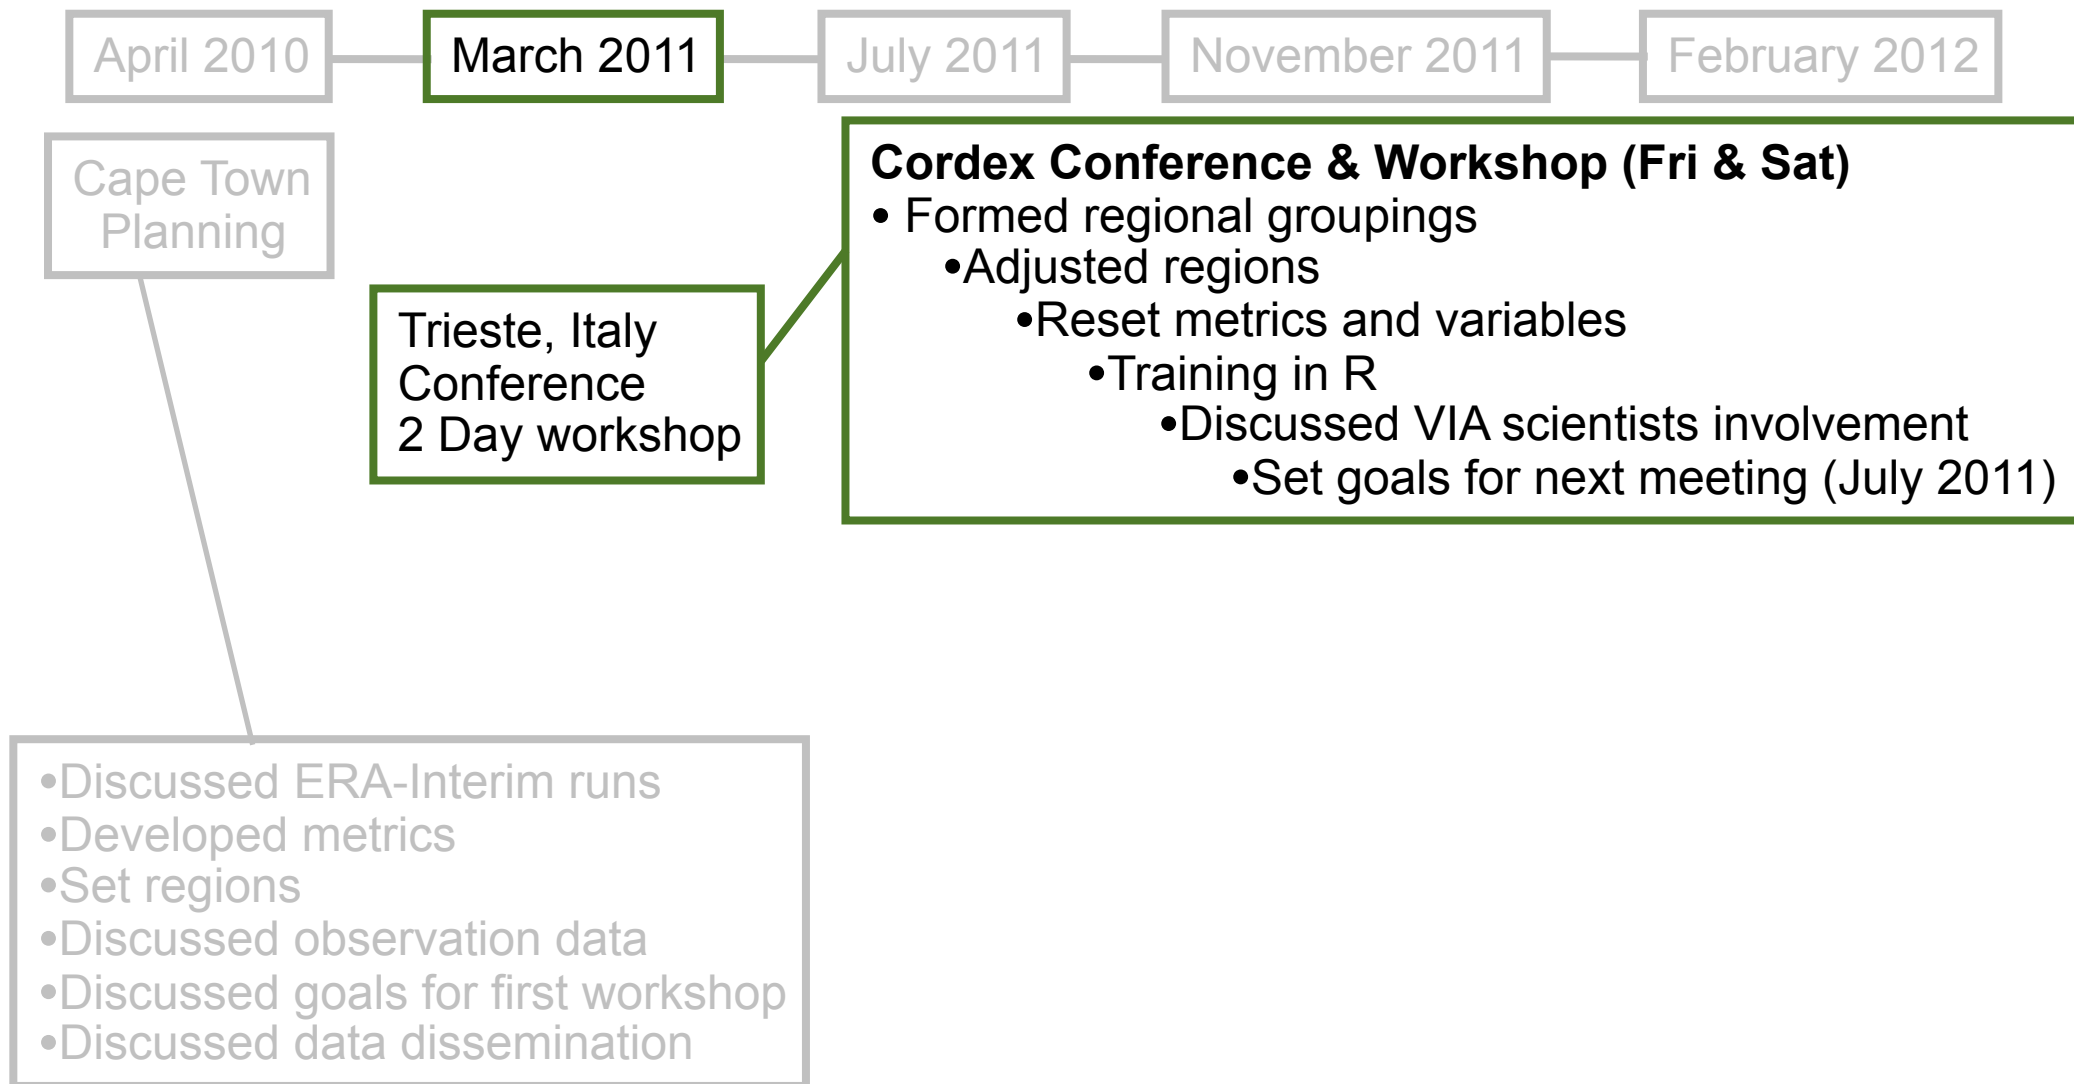 April 2010
March 2011
July 2011
November 2011
February 2012
Cape Town
Planning
Trieste, Italy
Conference
2 Day workshop
Cordex Conference & Workshop (Fri & Sat)
• Formed regional groupings
•Adjusted regions
•Reset metrics and variables
•Training in R
•Discussed VIA scientists involvement
•Set goals for next meeting (July 2011)
•Discussed ERA-Interim runs
•Developed metrics
•Set regions
•Discussed observation data
•Discussed goals for first workshop
•Discussed data dissemination